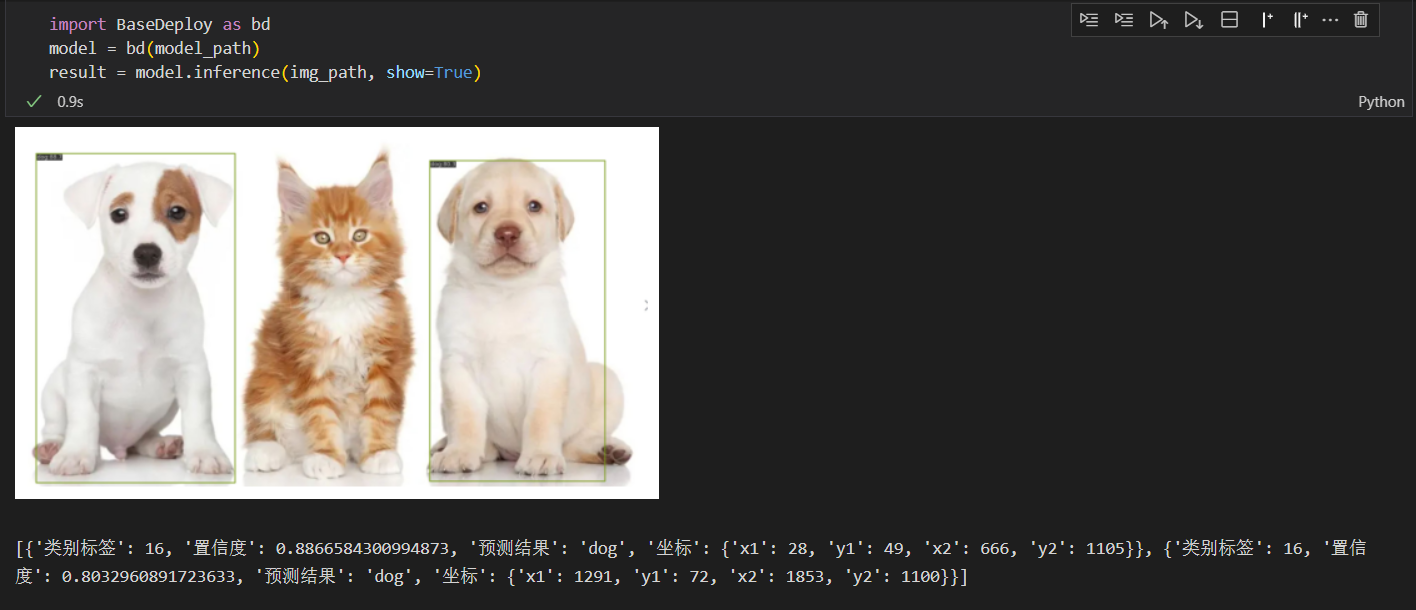 import BaseDeploy as bd
model = bd(model_path)
result = model.inference(img_path, show=True)
0.9s
Python
[{'类别标签': 16, '置信度': 0.8866584300994873, '预测结果': 'dog', '坐标': {'x1': 28, 'y1': 49, 'x2': 666, 'y2': 1105}}, {'类别标签': 16, '置信
度': 0.8032960891723633, '预测结果': 'dog', '坐标': {'x1': 1291, 'y1': 72, 'x2': 1853, 'y2': 1100}}]